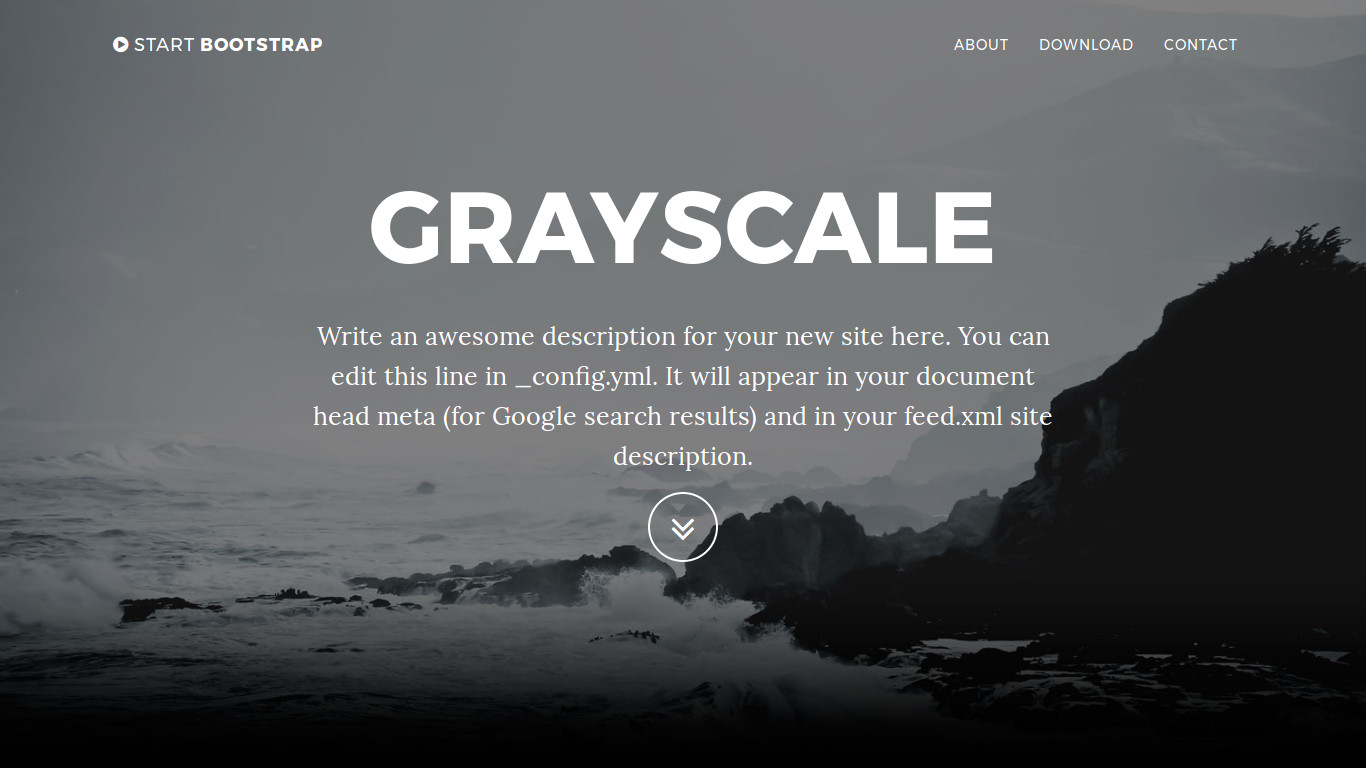 START BOOTSTRAP
ABOUT DOWNLOAD CONTACT
GRAYSCALE
Write an awesome description for your new site here. You can
edit this line in _config.yml. It will appear in your document
head meta (for Google search results) and in your feed.xml site
description.